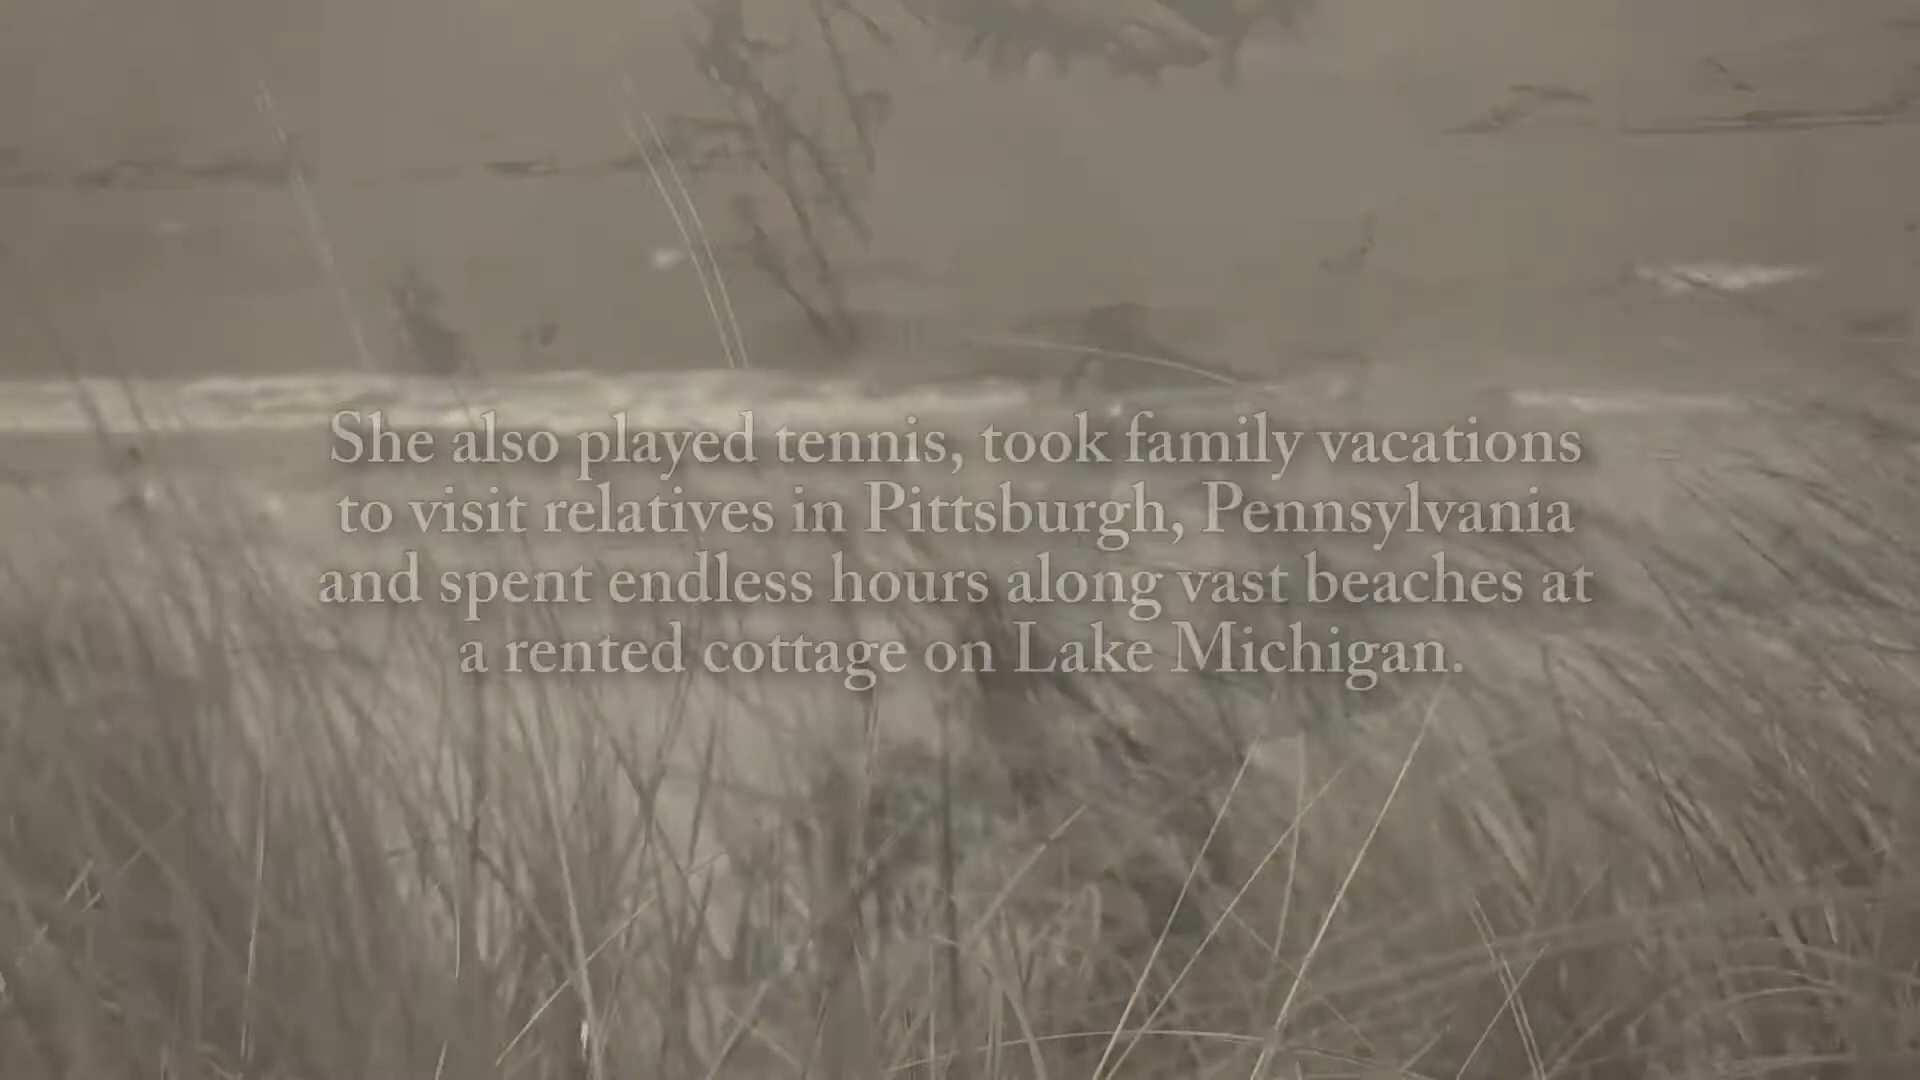 She also played tennis, took family vacations
to visit relatives in Pittsburgh, Pennsylvania
and spent endless hours along vast beaches at
a rented cottage on Lake Michigan.